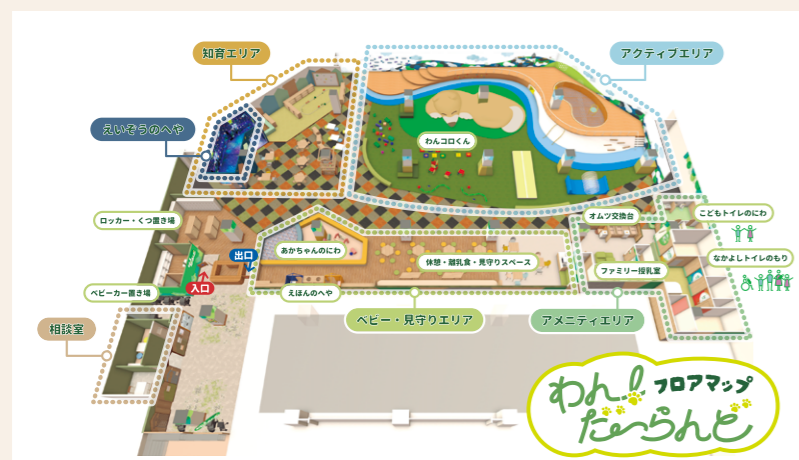 知育エリア
アクティブエリア
えいぞうのへや
わんコロくん
ロッカー・くつ置き場
オムツ交換台
こどもトイレのにわ
あかちゃんのにわ
出口
休憩・離乳食・見守りスペース
なかよしトイレのもり
ファミリー授乳室
入口
ベビーカー置き場
えほんのへや
相談室
ベビー・見守りエリア
アメニティエリア
わん!
フロアマップ
だーらんど